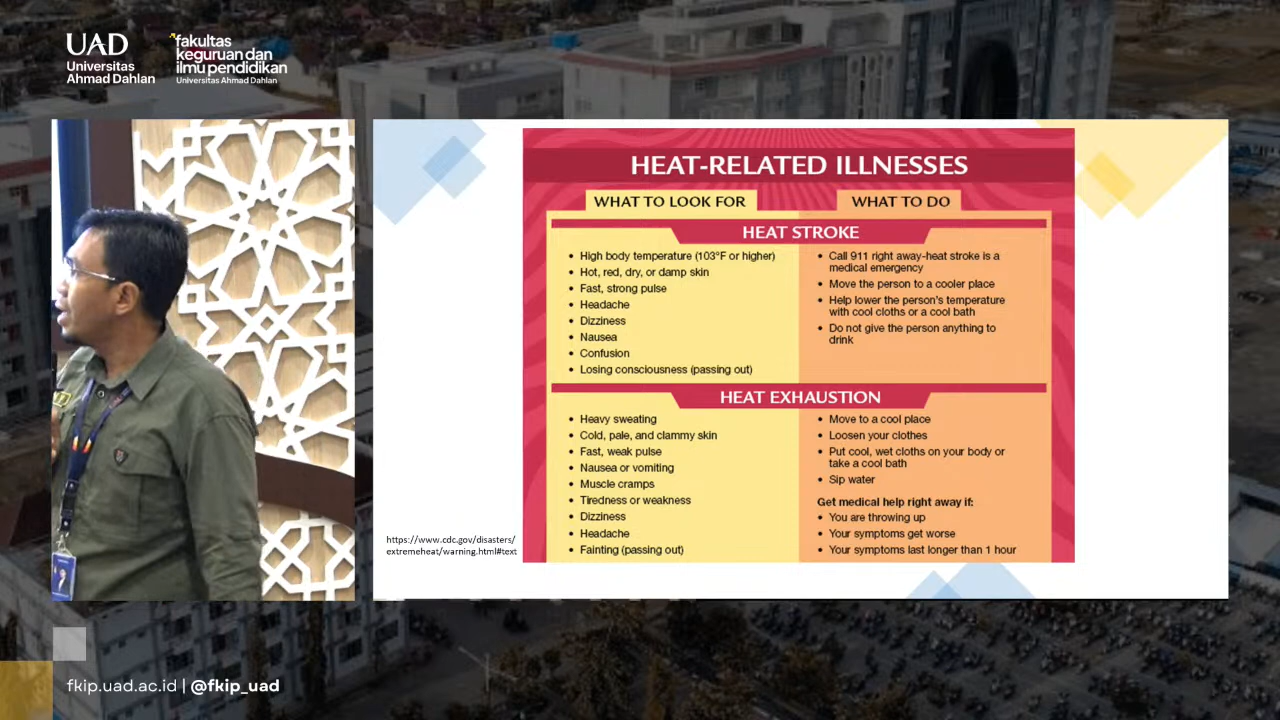 UAD
Universitas
Ahmad Dahlan
fakultas
keguruan dan
ilmu pendidikan
Universitas Ahmad Dahlan
HEAT-RELATED ILLNESSES
WHAT TO LOOK FOR
WHAT TO DO
HEAT STROKE
• High body temperature (103°F or higher)
• Hot, red, dry, or damp skin
• Fast, strong pulse
• Headache
• Dizziness
• Nausea
• Confusion
• Losing consciousness (passing out)
• Call 911 right away-heat stroke is a
medical emergency
• Move the person to a cooler place
• Help lower the person's temperature
with cool cloths or a cool bath
• Do not give the person anything to
drink
HEAT EXHAUSTION
• Heavy sweating
• Cold, pale, and clammy skin
• Fast, weak pulse
• Nausea or vomiting
• Muscle cramps
• Tiredness or weakness
• Dizziness
• Headache
• Fainting (passing out)
• Move to a cool place
• Loosen your clothes
• Put cool, wet cloths on your body or
take a cool bath
• Sip water
Get medical help right away if:
• You are throwing up
• Your symptoms get worse
• Your symptoms last longer than 1 hour
https://www.cdc.gov/disasters/
extremeheat/warning.html#text
fkip.uad.ac.id | @fkip_uad